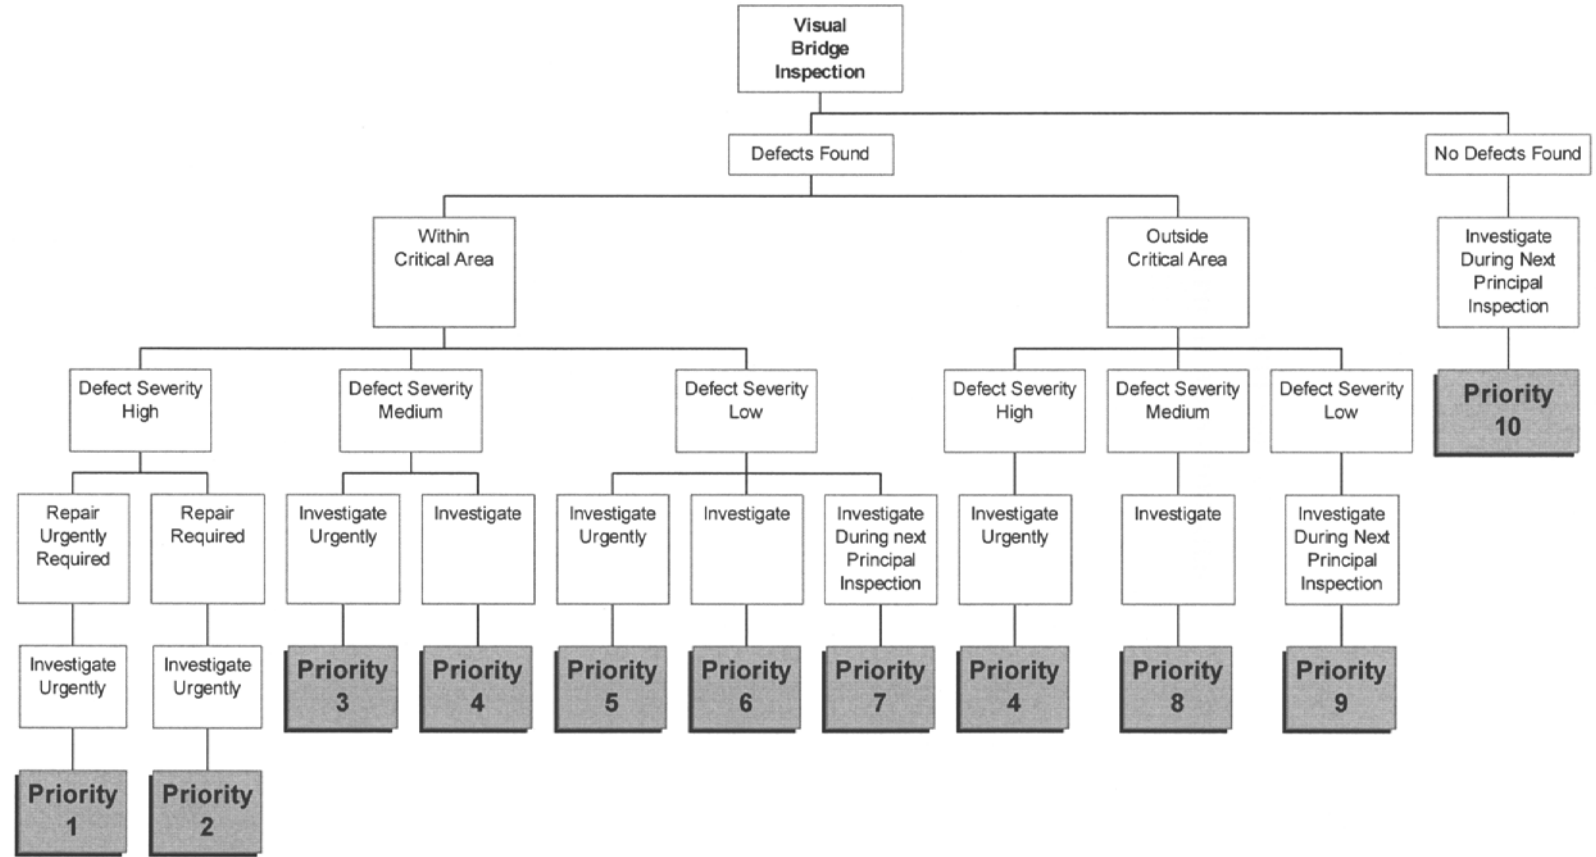 Visual
Bridge
Inspection
Defects Found
No Defects Found
Within
Critical Area
Outside
Critical Area
Investigate
During Next
Principal
Inspection
Defect Severity
High
Defect Severity
Medium
Defect Severity
Low
Defect Severity
High
Defect Severity
Medium
Defect Severity
Low
Priority
10
Repair
Urgently
Required
Repair
Required
Investigate
Urgently
Investigate
Investigate
Urgently
Investigate
Investigate
During next
Principal
Inspection
Investigate
Urgently
Investigate
Investigate
During Next
Principal
Inspection
Investigate
Urgently
Investigate
Urgently
Priority
3
Priority
4
Priority
5
Priority
6
Priority
7
Priority
4
Priority
8
Priority
9
Priority
1
Priority
2